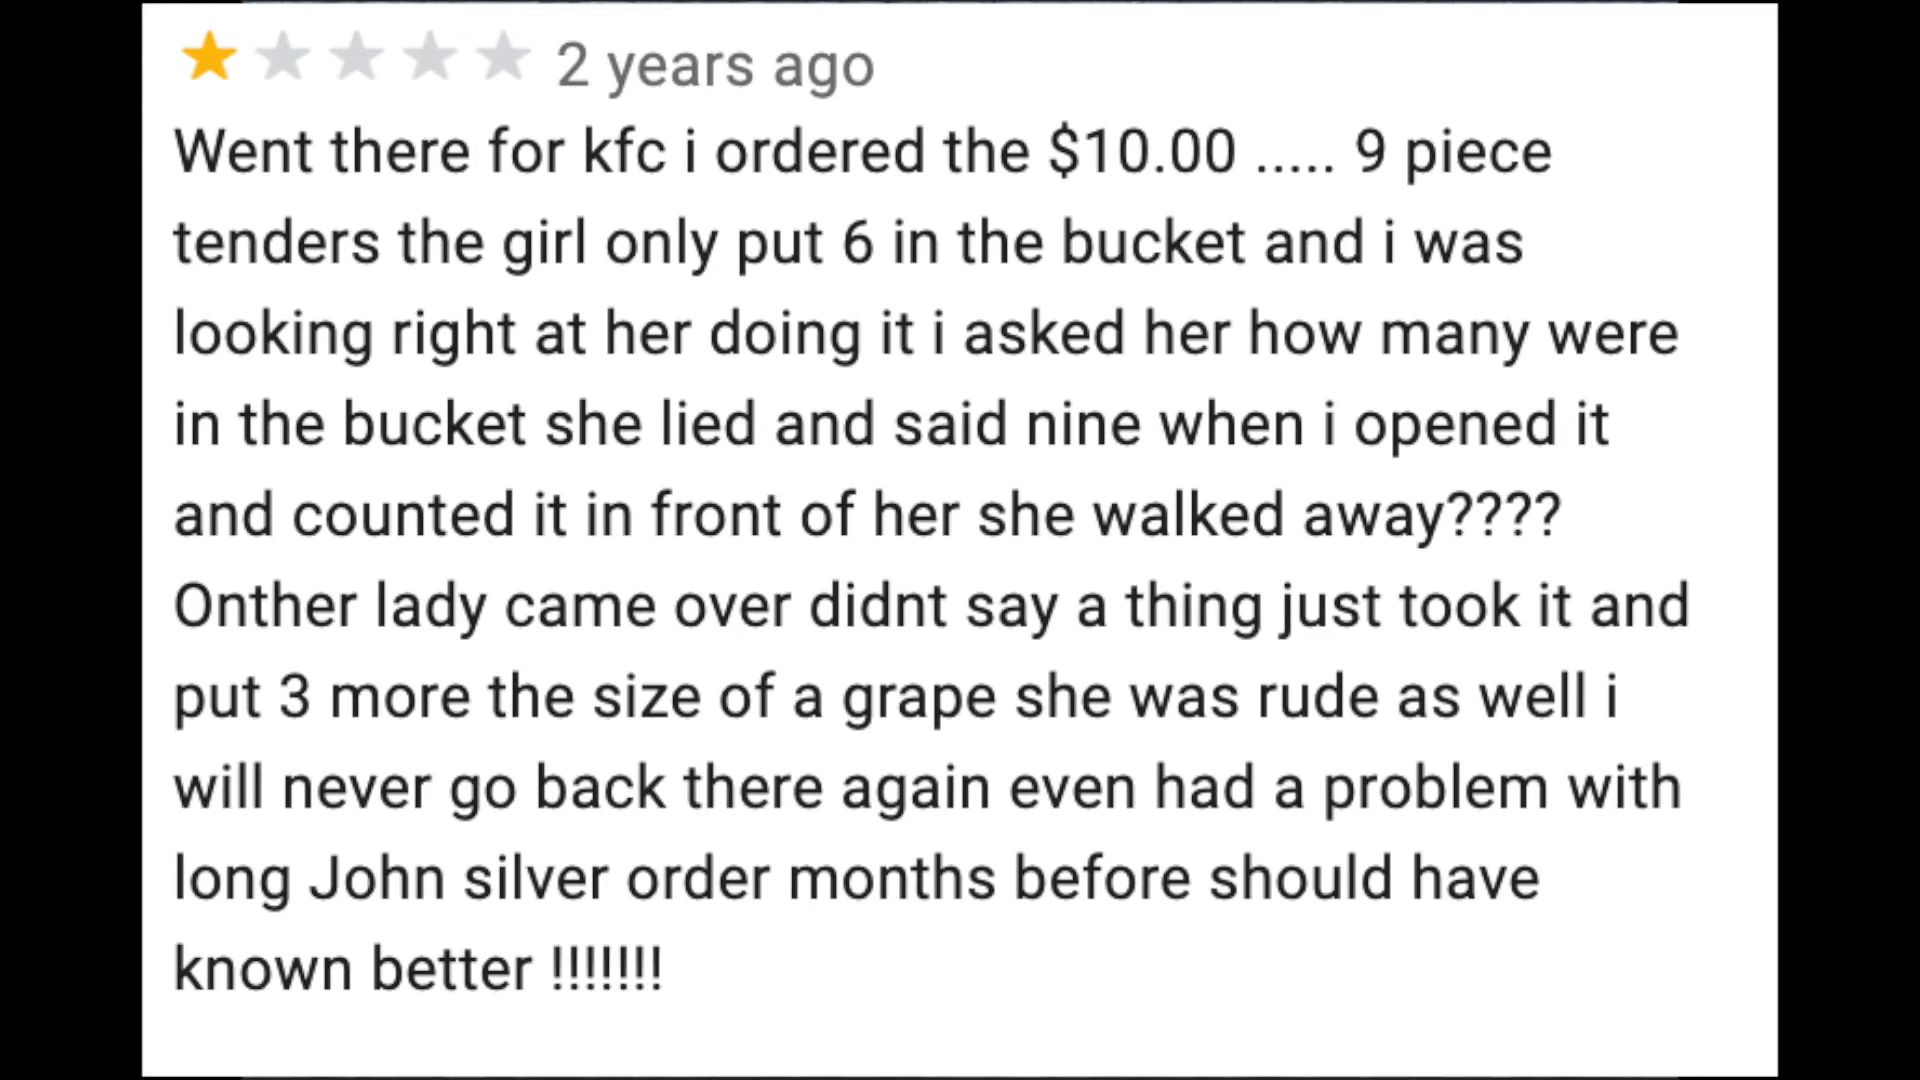 2 years ago
Went there for kfc i ordered the $10.00 ..... 9 piece
tenders the girl only put 6 in the bucket and i was
looking right at her doing it i asked her how many were
in the bucket she lied and said nine when i opened it
and counted it in front of her she walked away????
Onther lady came over didnt say a thing just took it and
put 3 more the size of a grape she was rude as well i
will never go back there again even had a problem with
long John silver order months before should have
known better !!!!!!!